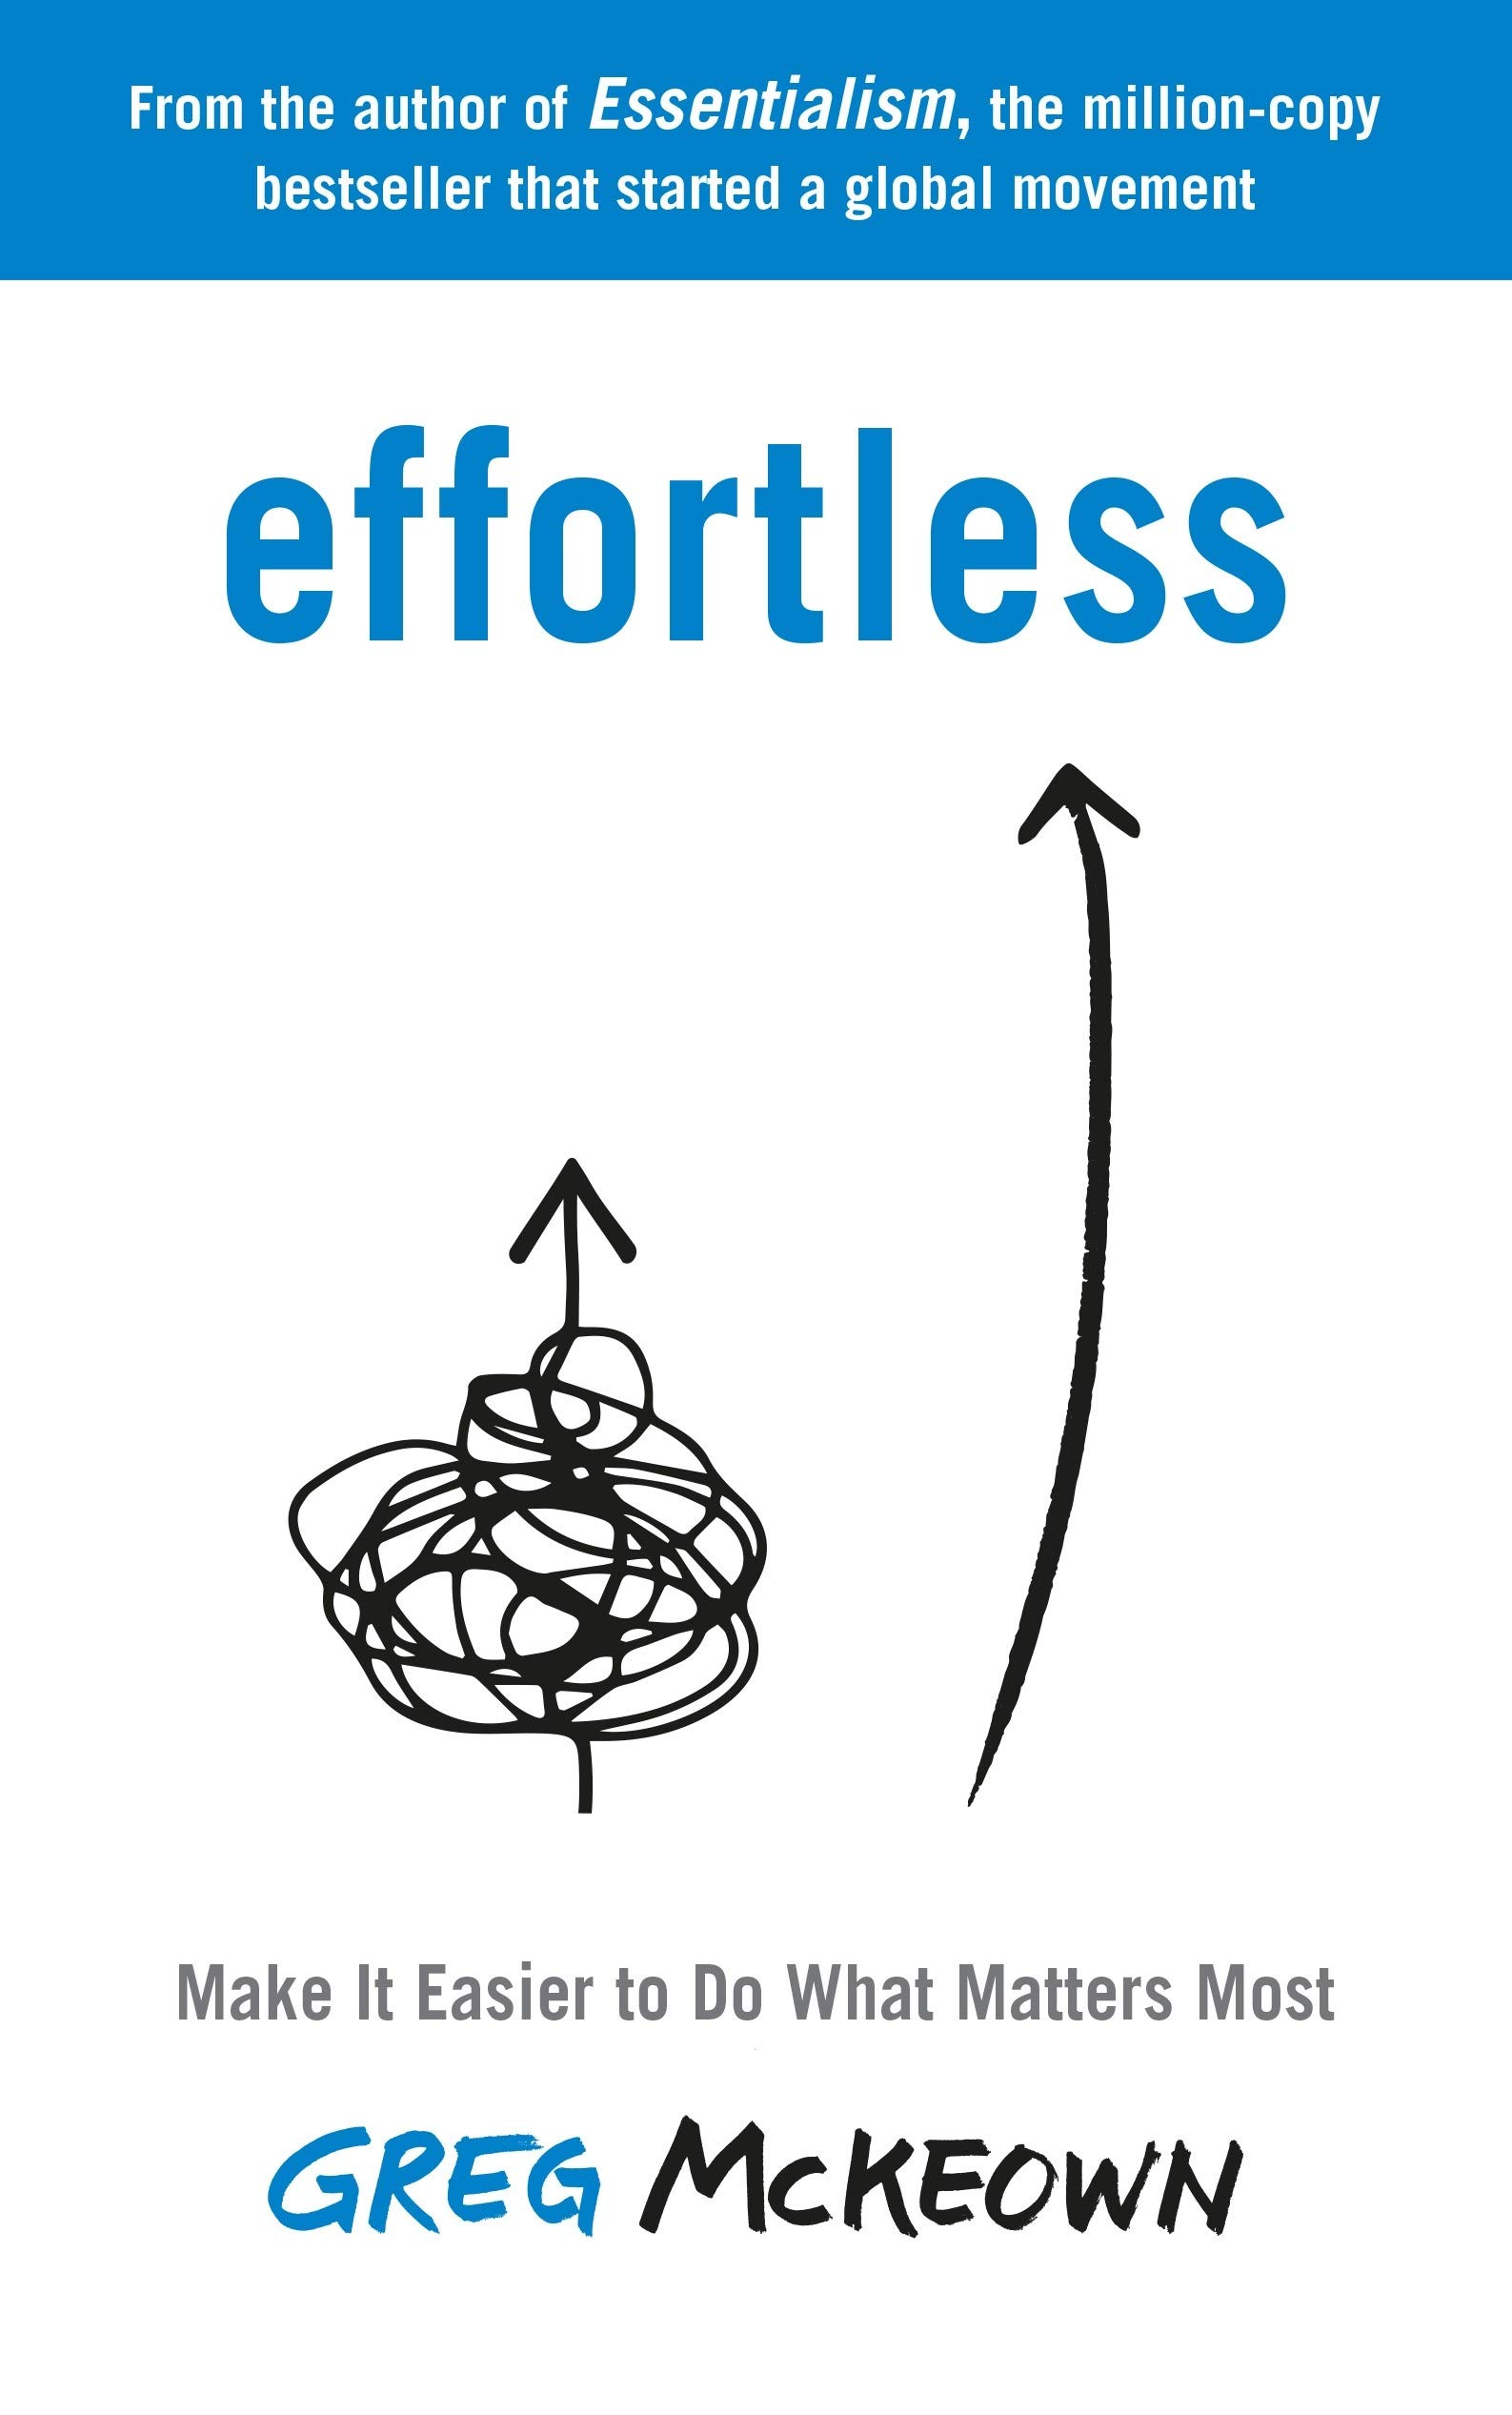 From the author of Essentialism, the million-copy
bestseller that started a global movement
effortless
Make It Easier to Do What Matters Most
GREG McKEOWN